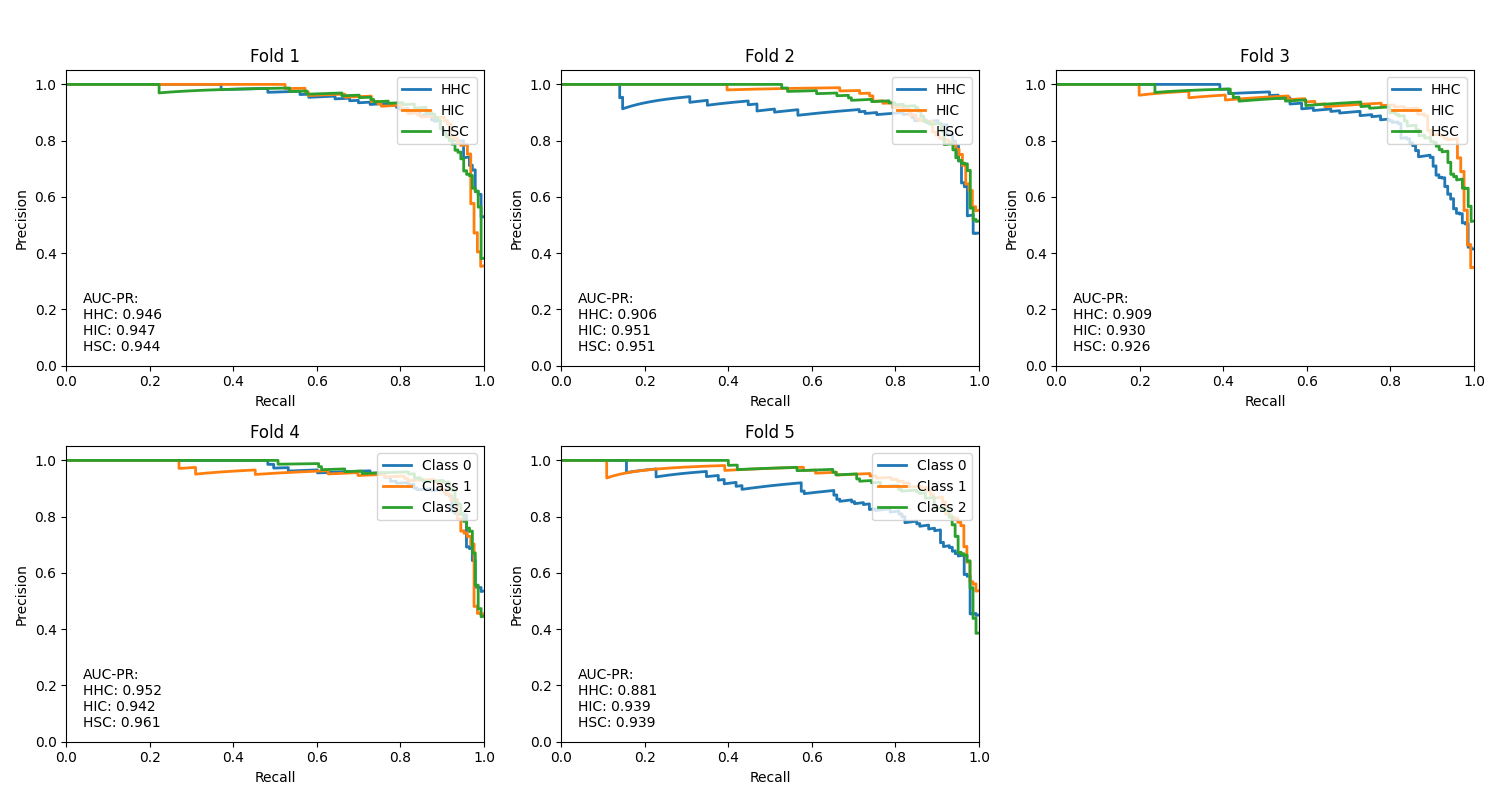 Fold 1
1.0
0.8
0.6
0.4
0.2
0.0
Precision
HHC
HIC
HSC
AUC-PR:
HHC: 0.946
HIC: 0.947
HSC: 0.944
0.0 0.2 0.4 0.6 0.8 1.0
Recall
Fold 2
1.0
0.8
0.6
0.4
0.2
0.0
Precision
HHC
HIC
HSC
AUC-PR:
HHC: 0.906
HIC: 0.951
HSC: 0.951
0.0 0.2 0.4 0.6 0.8 1.0
Recall
Fold 3
1.0
0.8
0.6
0.4
0.2
0.0
Precision
HHC
HIC
HSC
AUC-PR:
HHC: 0.909
HIC: 0.930
HSC: 0.926
0.0 0.2 0.4 0.6 0.8 1.0
Recall
Fold 4
1.0
0.8
0.6
0.4
0.2
0.0
Precision
Class 0
Class 1
Class 2
AUC-PR:
HHC: 0.952
HIC: 0.942
HSC: 0.961
0.0 0.2 0.4 0.6 0.8 1.0
Recall
Fold 5
1.0
0.8
0.6
0.4
0.2
0.0
Precision
Class 0
Class 1
Class 2
AUC-PR:
HHC: 0.881
HIC: 0.939
HSC: 0.939
0.0 0.2 0.4 0.6 0.8 1.0
Recall